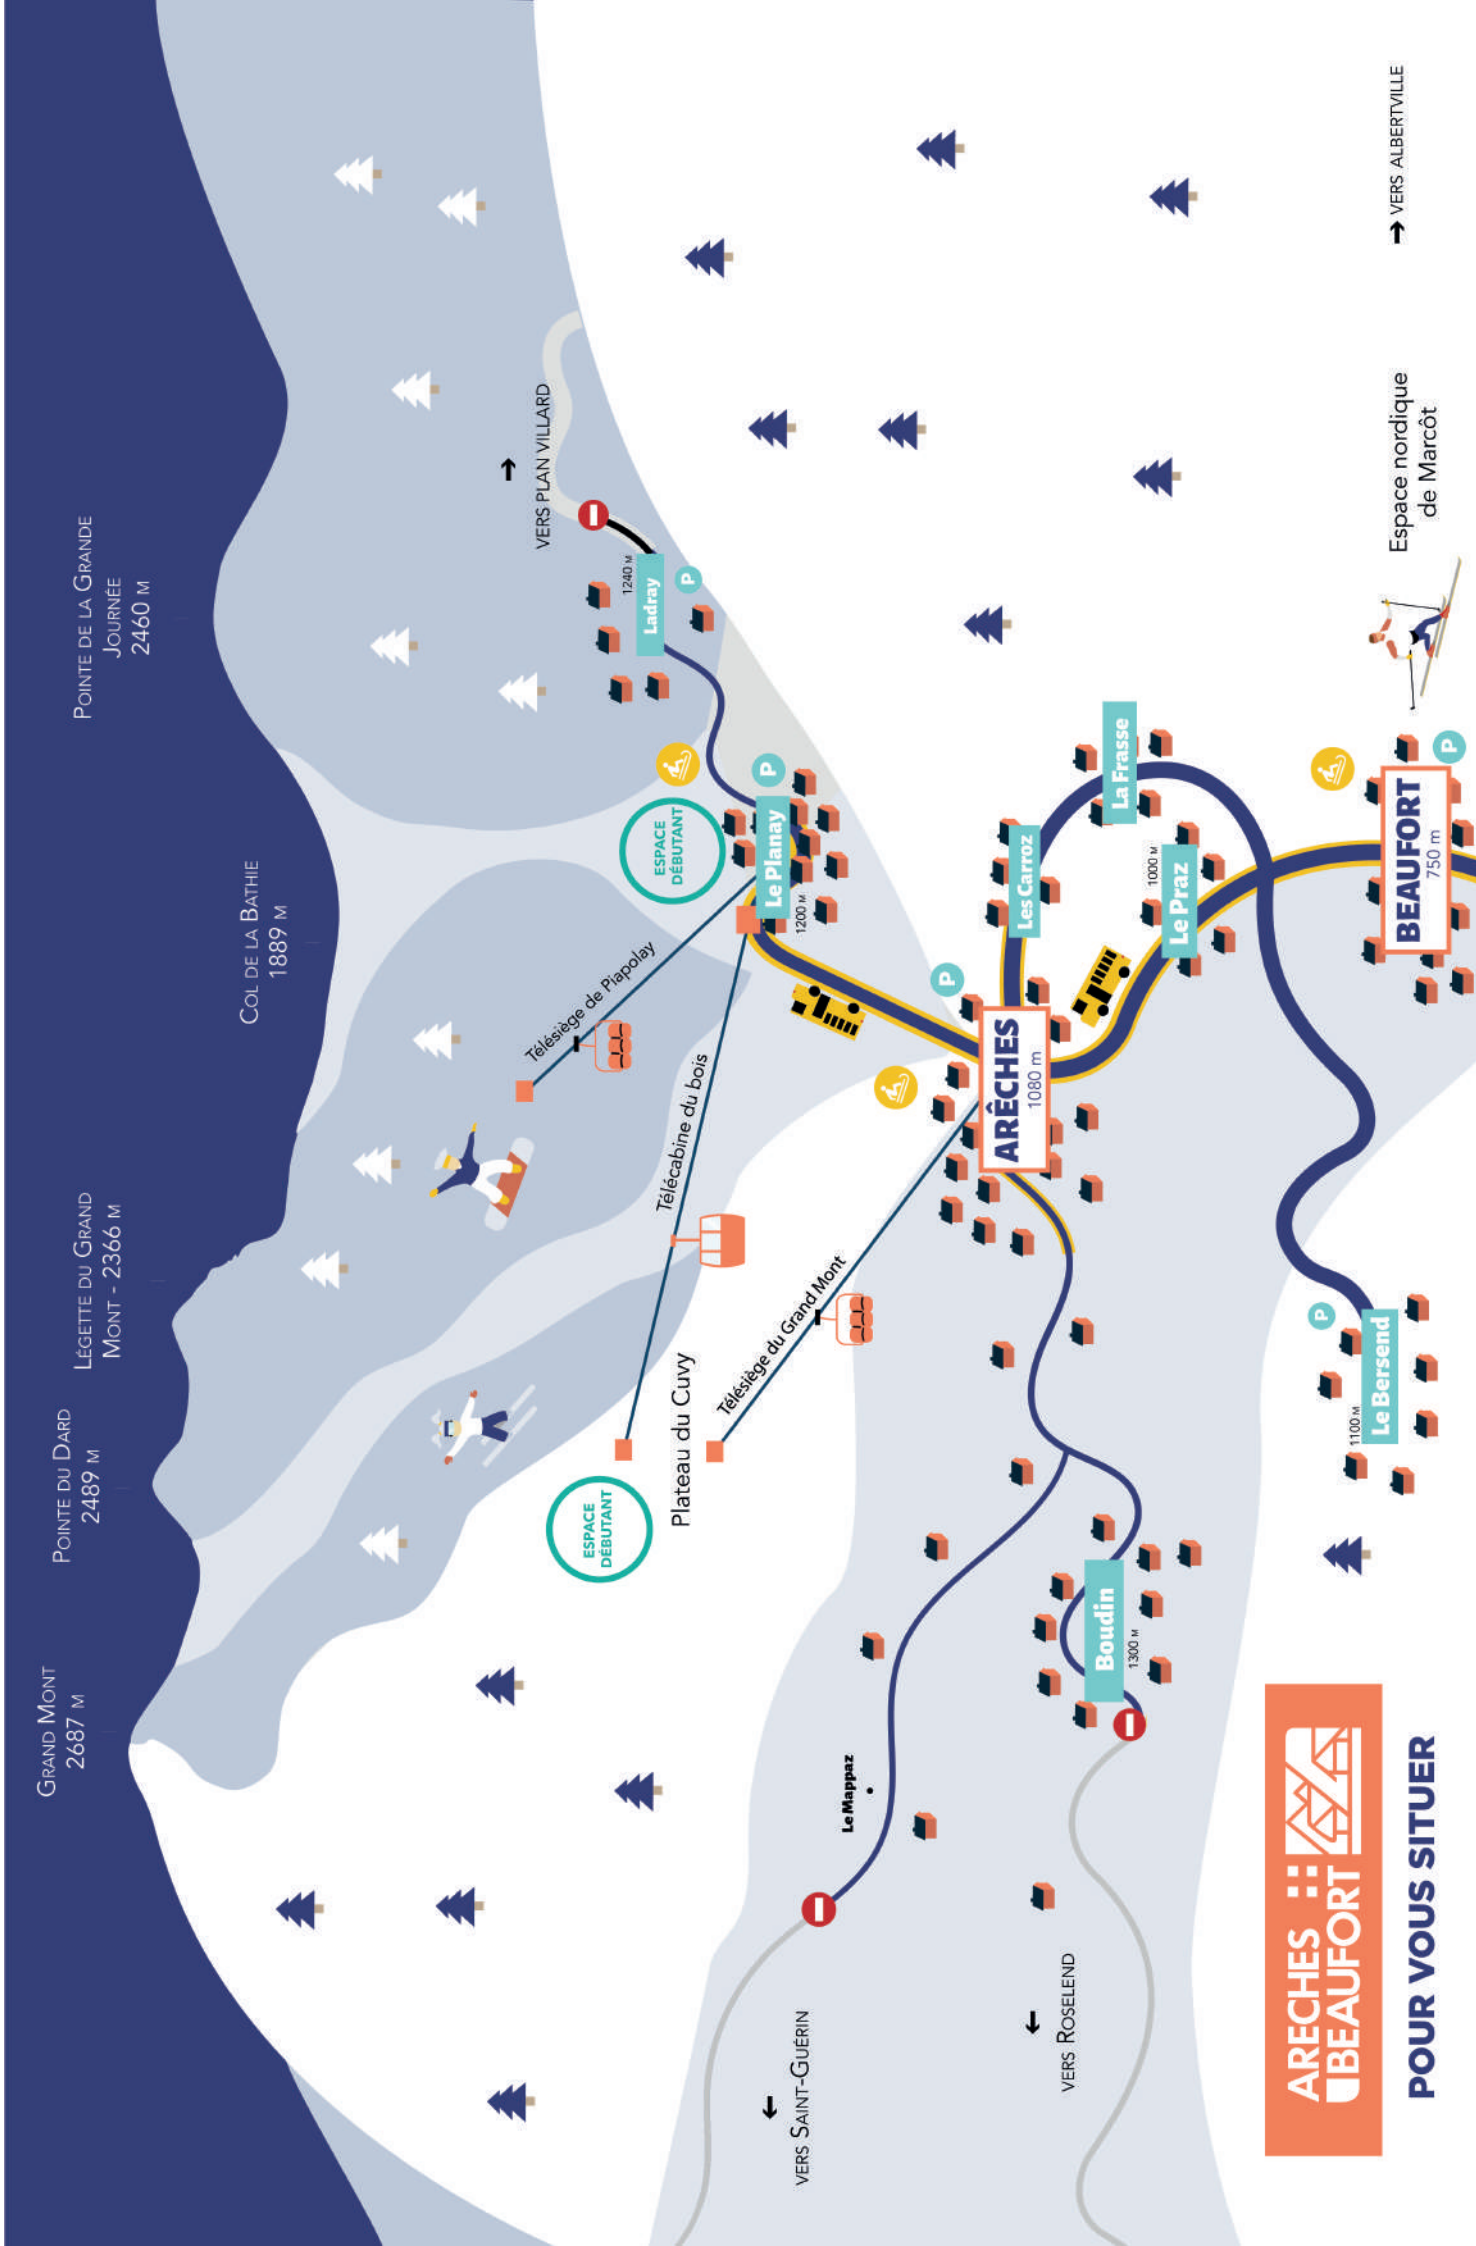 GRAND MONT
2687 M
POINTE DU DARD
2489 M
LÉGETTE DU GRAND
MONT - 2366 M
COL DE LA BATHIE
1889 M
POINTE DE LA GRANDE
JOURNÉE
2460 M
VERS PLAN VILLARD
1240 M
Ladray
P
ESPACE
DÉBUTANT
P
Le Planay
1200 M
Télésiège de Piapolay
Télécabine du bois
ESPACE
DÉBUTANT
Plateau du Cuvy
Télésiège du Grand Mont
P
ARÊCHES
1080 m
Les Carroz
La Frasse
1000 M
Le Praz
Le Mappaz
VERS SAINT-GUÉRIN
Boudin
1300 M
VERS ROSELEND
P
1100 M
Le Bersend
BEAUFORT
750 m
P
Espace nordique
de Marcôt
VERS ALBERTVILLE
ARECHES
BEAUFORT
POUR VOUS SITUER